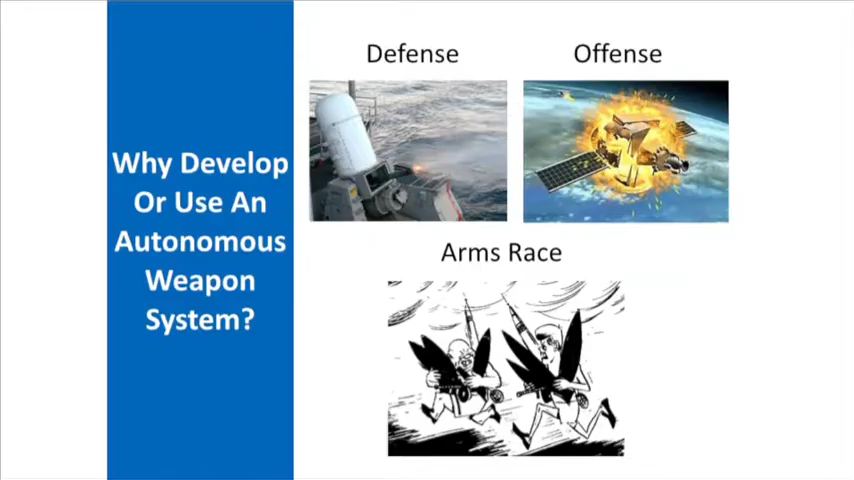 Why Develop
Or Use An
Autonomous
Weapon
System?
Defense
Offense
Arms Race